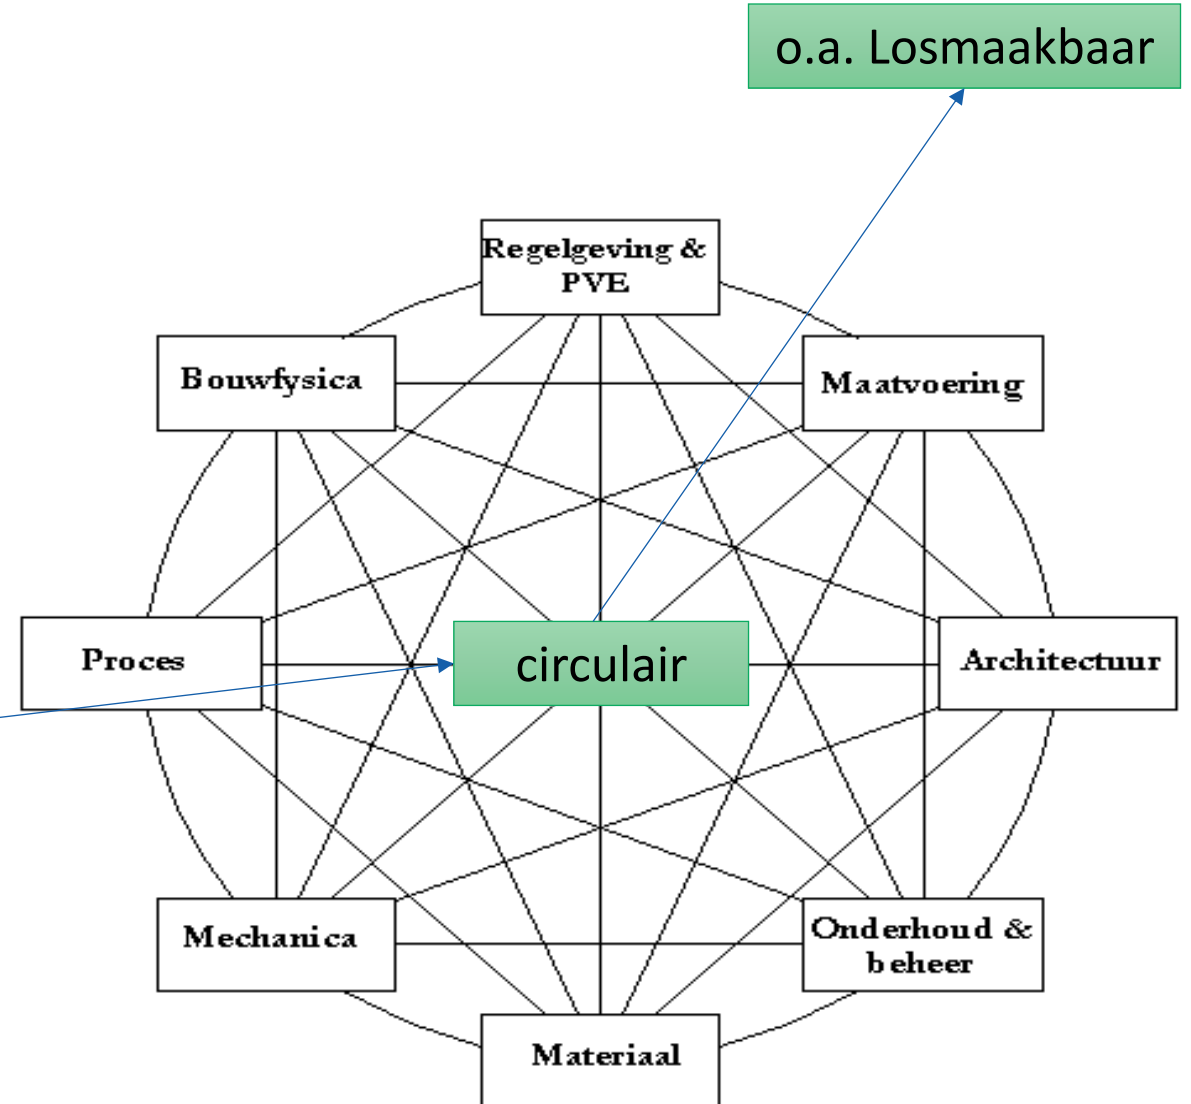 o.a. Losmaakbaar
Regelgeving &
PVE
Bouwfysica
Maatvoering
Proces
circulair
Architectuur
Mechanica
Onderhoud &
beheer
Materiaal